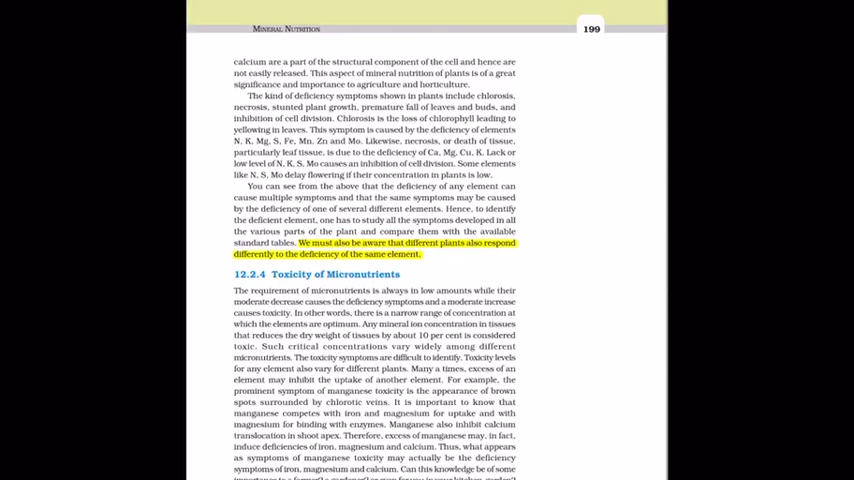 MINERAL NUTRITION
199
calcium are a part of the structural component of the cell and hence are
not easily released. This aspect of mineral nutrition of plants is of a great
significance and importance to agriculture and horticulture.
The kind of deficiency symptoms shown in plants include chlorosis,
necrosis, stunted plant growth, premature fall of leaves and buds, and
inhibition of cell division. Chlorosis is the loss of chlorophyll leading to
yellowing in leaves. This symptom is caused by the deficiency of elements
N, K, Mg, S, Fe, Mn, Zn and Mo. Likewise, necrosis, or death of tissue,
particularly leaf tissue, is due to the deficiency of Ca, Mg, Cu, K. Lack or
low level of N, K, S, Mo causes an inhibition of cell division. Some elements
like N, S, Mo delay flowering if their concentration in plants is low.
You can see from the above that the deficiency of any element can
cause multiple symptoms and that the same symptoms may be caused
by the deficiency of one of several different elements. Hence, to identify
the deficient element, one has to study all the symptoms developed in all
the various parts of the plant and compare them with the available
standard tables. We must also be aware that different plants also respond
differently to the deficiency of the same element.
12.2.4 Toxicity of Micronutrients
The requirement of micronutrients is always in low amounts while their
moderate decrease causes the deficiency symptoms and a moderate increase
causes toxicity. In other words, there is a narrow range of concentration at
which the elements are optimum. Any mineral ion concentration in tissues
that reduces the dry weight of tissues by about 10 per cent is considered
toxic. Such critical concentrations vary widely among different
micronutrients. The toxicity symptoms are difficult to identify. Toxicity levels
for any element also vary for different plants. Many a times, excess of an
element may inhibit the uptake of another element. For example, the
prominent symptom of manganese toxicity is the appearance of brown
spots surrounded by chlorotic veins. It is important to know that
manganese competes with iron and magnesium for uptake and with
magnesium for binding with enzymes. Manganese also inhibit calcium
translocation in shoot apex. Therefore, excess of manganese may, in fact,
induce deficiencies of iron, magnesium and calcium. Thus, what appears
as symptoms of manganese toxicity may actually be the deficiency
symptoms of iron, magnesium and calcium. Can this knowledge be of some
importance to a farmer? a gardener? or even for you in your kitchen-garden?